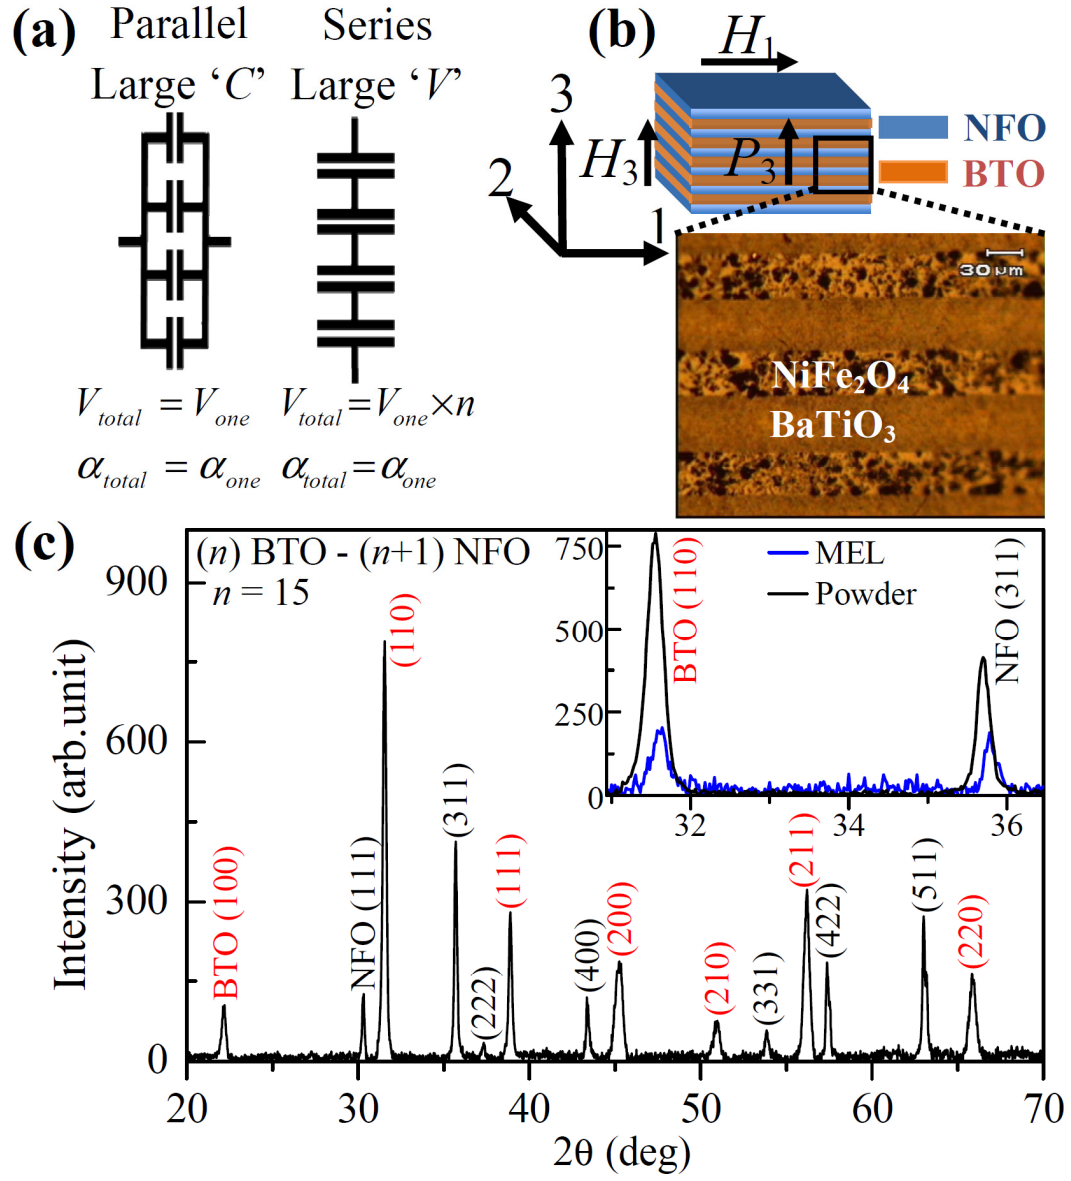 (a) Parallel Series
Large ‘C’ Large ‘V’
V_total = V_one V_total = V_one × n
α_total = α_one α_total = α_one
(b)
H₁
3
2
1
H₃
P₃
NFO
BTO
30 µm
NiFe₂O₄
BaTiO₃
(c)
(n) BTO - (n+1) NFO
n = 15
Intensity (arb.unit)
900
600
300
0
BTO (100)
NFO (111)
(110)
(311)
(222)
(111)
(400)
(200)
(210)
(331)
(211)
(422)
(511)
(220)
20 30 40 50 60 70
2θ (deg)
750
500
250
0
BTO (110)
MEL
Powder
NFO (311)
32 34 36